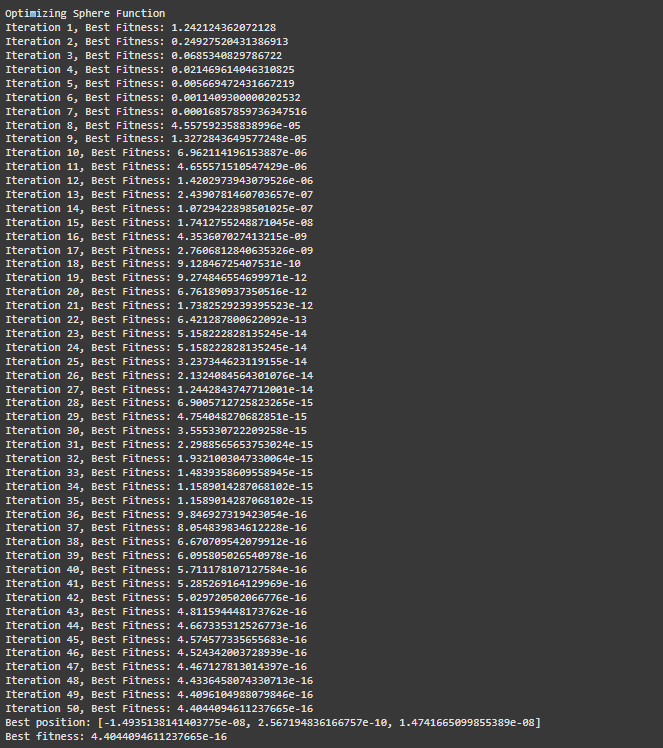 Optimizing Sphere Function
Iteration 1, Best Fitness: 1.242124362072128
Iteration 2, Best Fitness: 0.24927520431386913
Iteration 3, Best Fitness: 0.0685340829786722
Iteration 4, Best Fitness: 0.021469614046310825
Iteration 5, Best Fitness: 0.005669472431667219
Iteration 6, Best Fitness: 0.0011409300000202532
Iteration 7, Best Fitness: 0.00016857859736347516
Iteration 8, Best Fitness: 4.557592358838996e-05
Iteration 9, Best Fitness: 1.3272843649577248e-05
Iteration 10, Best Fitness: 6.962114196153887e-06
Iteration 11, Best Fitness: 4.655571510547429e-06
Iteration 12, Best Fitness: 1.4202973943079526e-06
Iteration 13, Best Fitness: 2.4390781460703657e-07
Iteration 14, Best Fitness: 1.0729422898501025e-07
Iteration 15, Best Fitness: 1.7412755248871045e-08
Iteration 16, Best Fitness: 4.353607027413215e-09
Iteration 17, Best Fitness: 2.7606812840635326e-09
Iteration 18, Best Fitness: 9.12846725407531e-10
Iteration 19, Best Fitness: 9.274846554699971e-12
Iteration 20, Best Fitness: 6.761890937350516e-12
Iteration 21, Best Fitness: 1.7382529239395523e-12
Iteration 22, Best Fitness: 6.421287800622092e-13
Iteration 23, Best Fitness: 5.158222828135245e-14
Iteration 24, Best Fitness: 5.158222828135245e-14
Iteration 25, Best Fitness: 3.237344623119155e-14
Iteration 26, Best Fitness: 2.1324084564301076e-14
Iteration 27, Best Fitness: 1.2442843747712001e-14
Iteration 28, Best Fitness: 6.9005712725823265e-15
Iteration 29, Best Fitness: 4.754048270682851e-15
Iteration 30, Best Fitness: 3.555330722209258e-15
Iteration 31, Best Fitness: 2.2988565653753024e-15
Iteration 32, Best Fitness: 1.9321003047330064e-15
Iteration 33, Best Fitness: 1.4839358609558945e-15
Iteration 34, Best Fitness: 1.1589014287068102e-15
Iteration 35, Best Fitness: 1.1589014287068102e-15
Iteration 36, Best Fitness: 9.846927319423054e-16
Iteration 37, Best Fitness: 8.054839834612228e-16
Iteration 38, Best Fitness: 6.670709542079912e-16
Iteration 39, Best Fitness: 6.095805026540978e-16
Iteration 40, Best Fitness: 5.711178107127584e-16
Iteration 41, Best Fitness: 5.285269164129969e-16
Iteration 42, Best Fitness: 5.029720502066776e-16
Iteration 43, Best Fitness: 4.811594448173762e-16
Iteration 44, Best Fitness: 4.667335312526773e-16
Iteration 45, Best Fitness: 4.574577335655683e-16
Iteration 46, Best Fitness: 4.524342003728939e-16
Iteration 47, Best Fitness: 4.467127813014397e-16
Iteration 48, Best Fitness: 4.4336458074330713e-16
Iteration 49, Best Fitness: 4.4096104988079846e-16
Iteration 50, Best Fitness: 4.4044094611237665e-16
Best position: [-1.4935138141403775e-08, 2.567194836166757e-10, 1.4741665099855389e-08]
Best fitness: 4.4044094611237665e-16